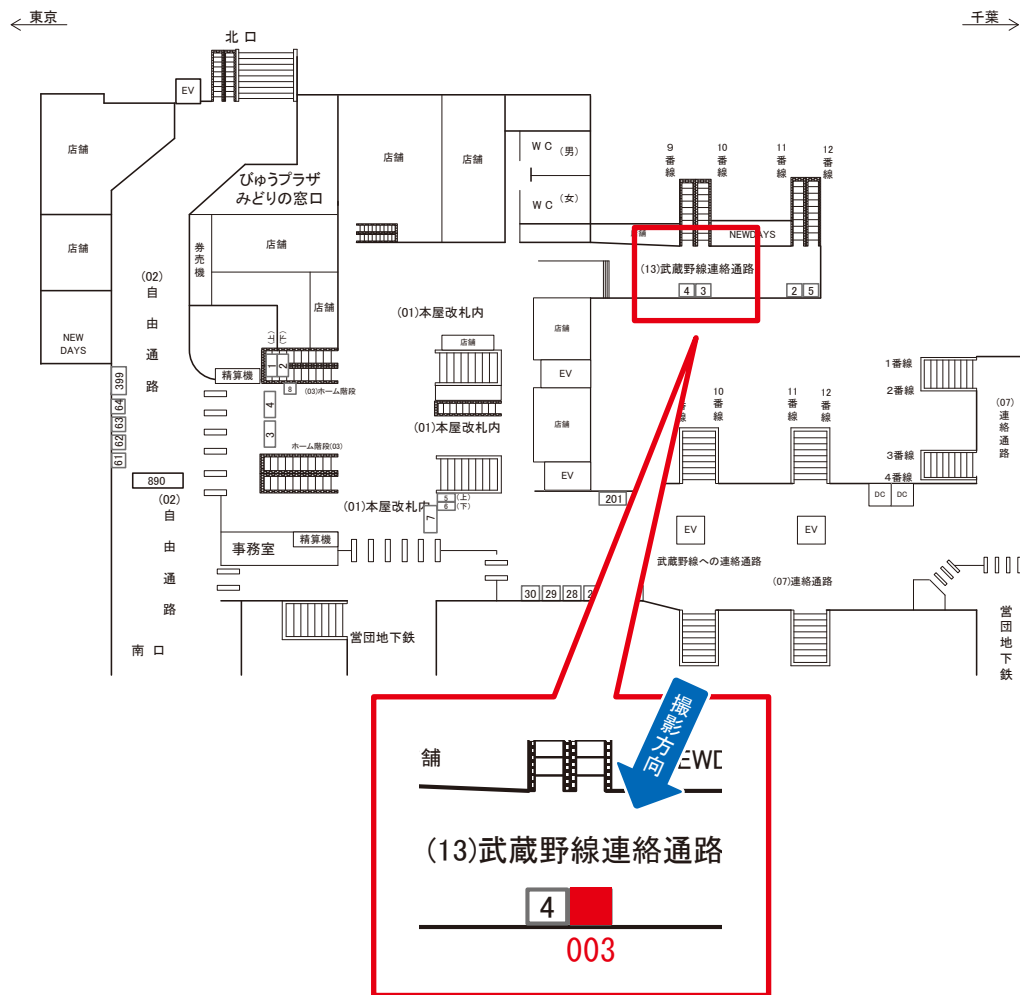 東京
千葉
北口
EV
店舗
店舗
店舗
WC(男)
WC(女)
9番線
10番線
11番線
12番線
びゅうプラザ
みどりの窓口
店舗
NEWDAYS
店舗
券売機
店舗
(13)武蔵野線連絡通路
4
3
2
5
(02)自由通路
店舗
(01)本屋改札内
NEW
DAYS
店舗
店舗
(上)
(下)
1
2
精算機
8
(03)ホーム階段
EV
1番線
2番線
399
64
63
62
61
4
3
10番線
11番線
12番線
(07)連絡通路
店舗
(01)本屋改札内
ホーム階段(03)
3番線
4番線
890
EV
DC
DC
(02)自由通路
(01)本屋改札内
5
(上)
6
(下)
7
201
EV
EV
事務室
精算機
武蔵野線への連絡通路
(07)連絡通路
30
29
28
営団地下鉄
営団地下鉄
南口
撮影方向
舗
EWD
(13)武蔵野線連絡通路
4
003